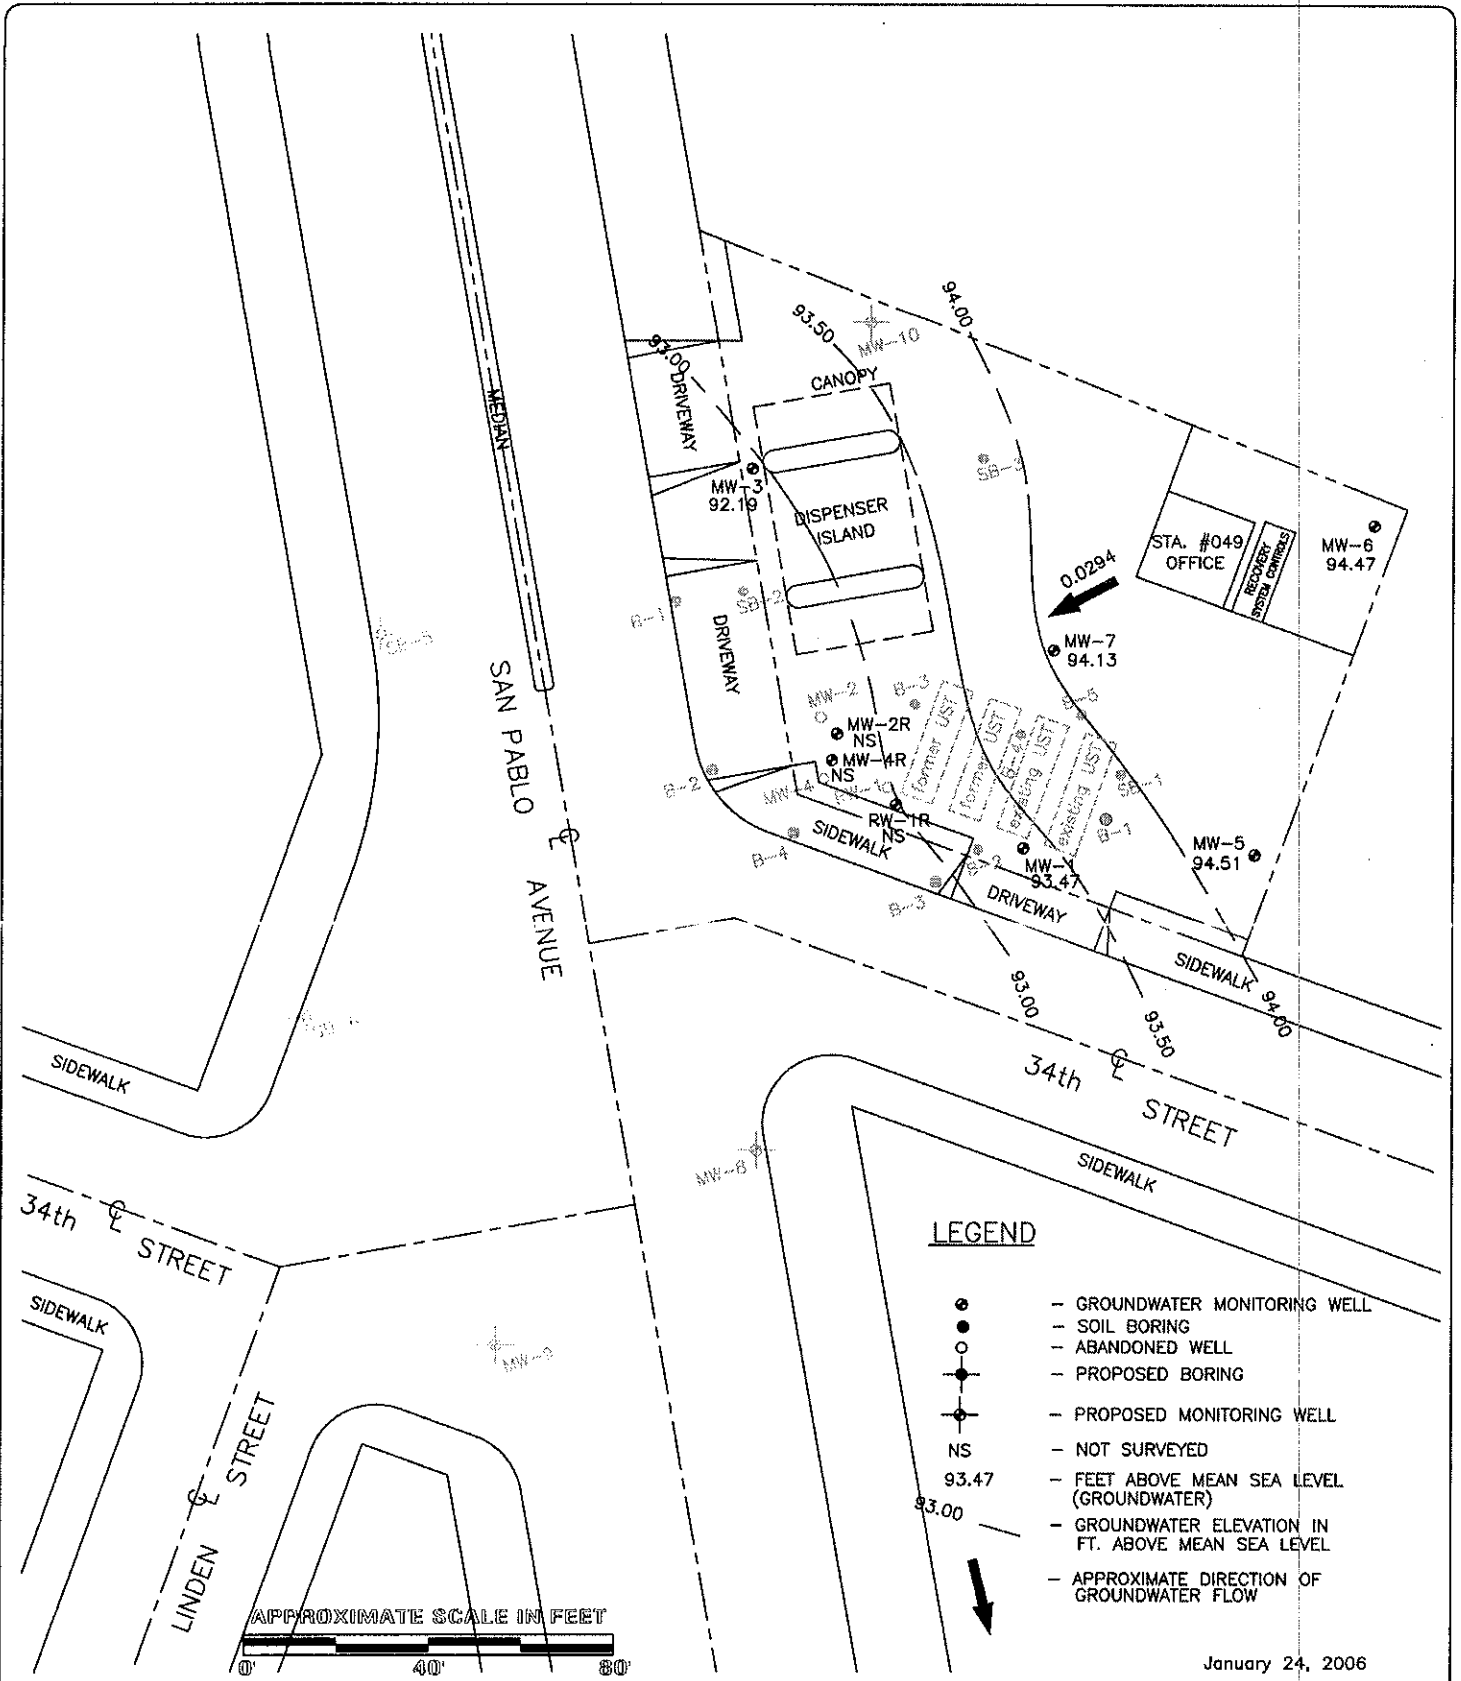 94.00
93.50
MW-10
93.00
CANOPY
DRIVEWAY
MEDIAN
SB-3
MW-3
92.19
DISPENSER
ISLAND
STA. #049
OFFICE
RECOVERY
SYSTEM CONTROLS
MW-6
94.47
0.0294
B-1
SB-2
SB-5
DRIVEWAY
MW-7
94.13
SAN PABLO
AVENUE
MW-2
B-3
B-5
MW-2R
NS
MW-4R
NS
former UST
former UST
B-4
existing UST
existing UST
SB-1
B-2
MW-4
RW-1
RW-1R
NS
B-1
SIDEWALK
B-4
B-2
MW-1
93.47
MW-5
94.51
B-3
DRIVEWAY
SIDEWALK
93.00
93.50
94.00
SIDEWALK
34th
STREET
MW-8
SIDEWALK
34th
STREET
SIDEWALK
MW-9
LINDEN
STREET
LEGEND
- GROUNDWATER MONITORING WELL
- SOIL BORING
- ABANDONED WELL
- PROPOSED BORING
- PROPOSED MONITORING WELL
NS - NOT SURVEYED
93.47 - FEET ABOVE MEAN SEA LEVEL
(GROUNDWATER)
93.00 - GROUNDWATER ELEVATION IN
FT. ABOVE MEAN SEA LEVEL
- APPROXIMATE DIRECTION OF
GROUNDWATER FLOW
APPROXIMATE SCALE IN FEET
0' 40' 80'
January 24, 2006